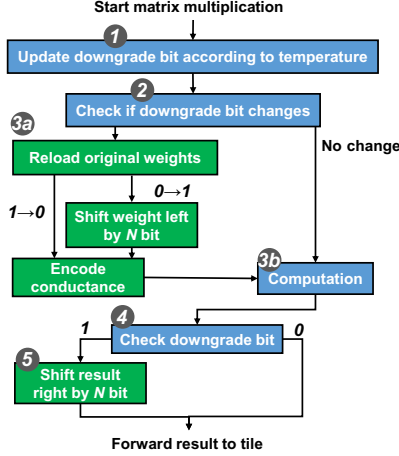 Start matrix multiplication
1
Update downgrade bit according to temperature
2
Check if downgrade bit changes
3a
No change
Reload original weights
0→1
1→0
Shift weight left
by N bit
3b
Encode
conductance
Computation
4
1
Check downgrade bit
0
5
Shift result
right by N bit
Forward result to tile